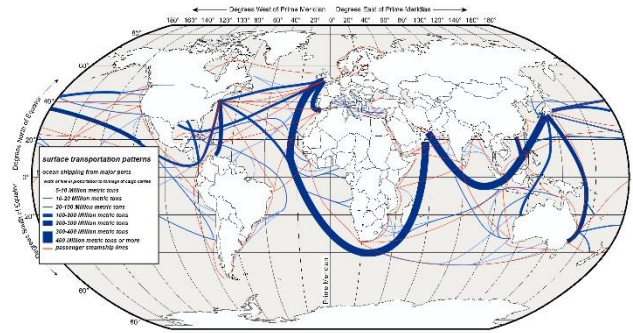 Degrees West of Prime Meridian Degrees East of Prime Meridian
180° 160° 140° 120° 100° 80° 60° 40° 20° 0 20° 40° 60° 80° 100° 120° 140° 160° 180°
80°
60°
40°
20°
20°
60°
80°
Degrees North of Equator
Degrees South of Equator
Prime Meridian
surface transportation patterns
ocean shipping from major ports
5-10 Million metric tons
10-20 Million metric tons
20-100 Million metric tons
100-200 Million metric tons
200-300 Million metric tons
300-400 Million metric tons
400 Million metric tons or more
passenger steamship lines